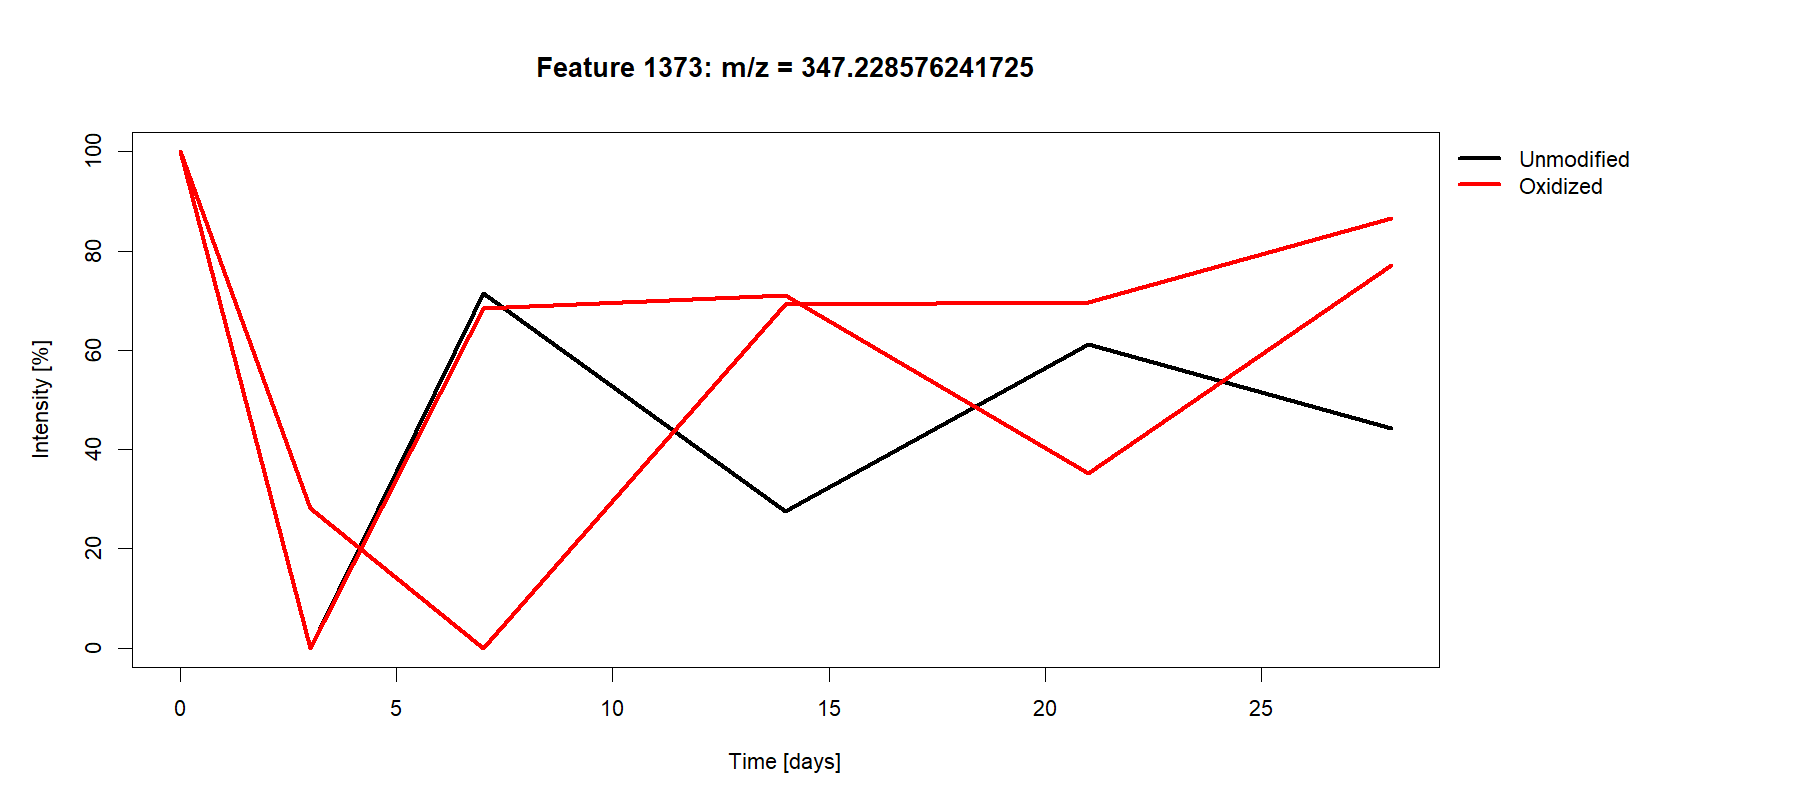 Feature 1373: m/z = 347.228576241725
Unmodified
Oxidized
Intensity [%]
100
80
60
40
20
0
0 5 10 15 20 25
Time [days]